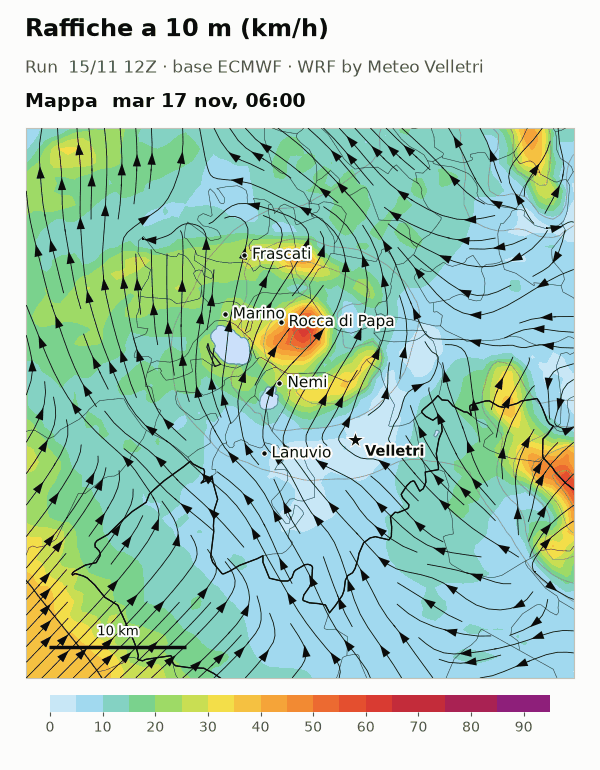 Raffiche a 10 m (km/h)
Run  15/11 12Z · base ECMWF · WRF by Meteo Velletri
Mappa  mar 17 nov, 06:00
Frascati
Marino
Rocca di Papa
Nemi
Velletri
Lanuvio
10 km
0 10 20 30 40 50 60 70 80 90